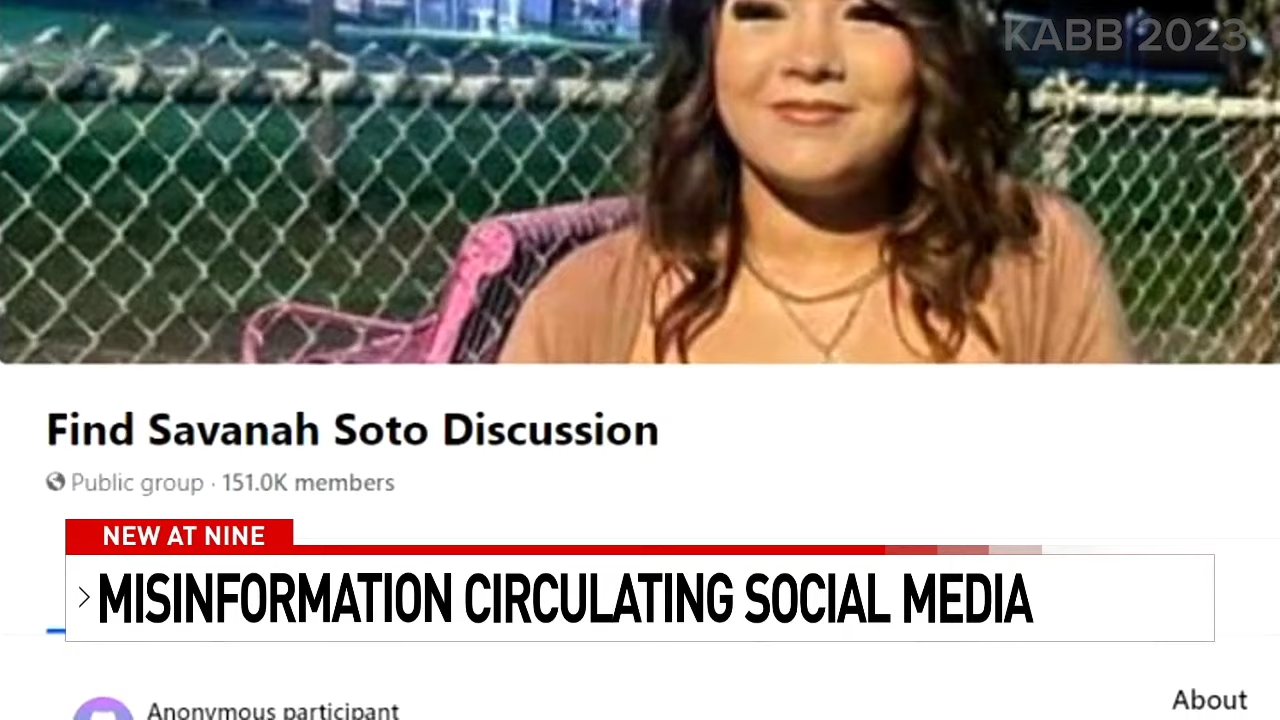 KABB 2023
Find Savanah Soto Discussion
Public group · 151.0K members
NEW AT NINE
MISINFORMATION CIRCULATING SOCIAL MEDIA
About
Anonymous participant